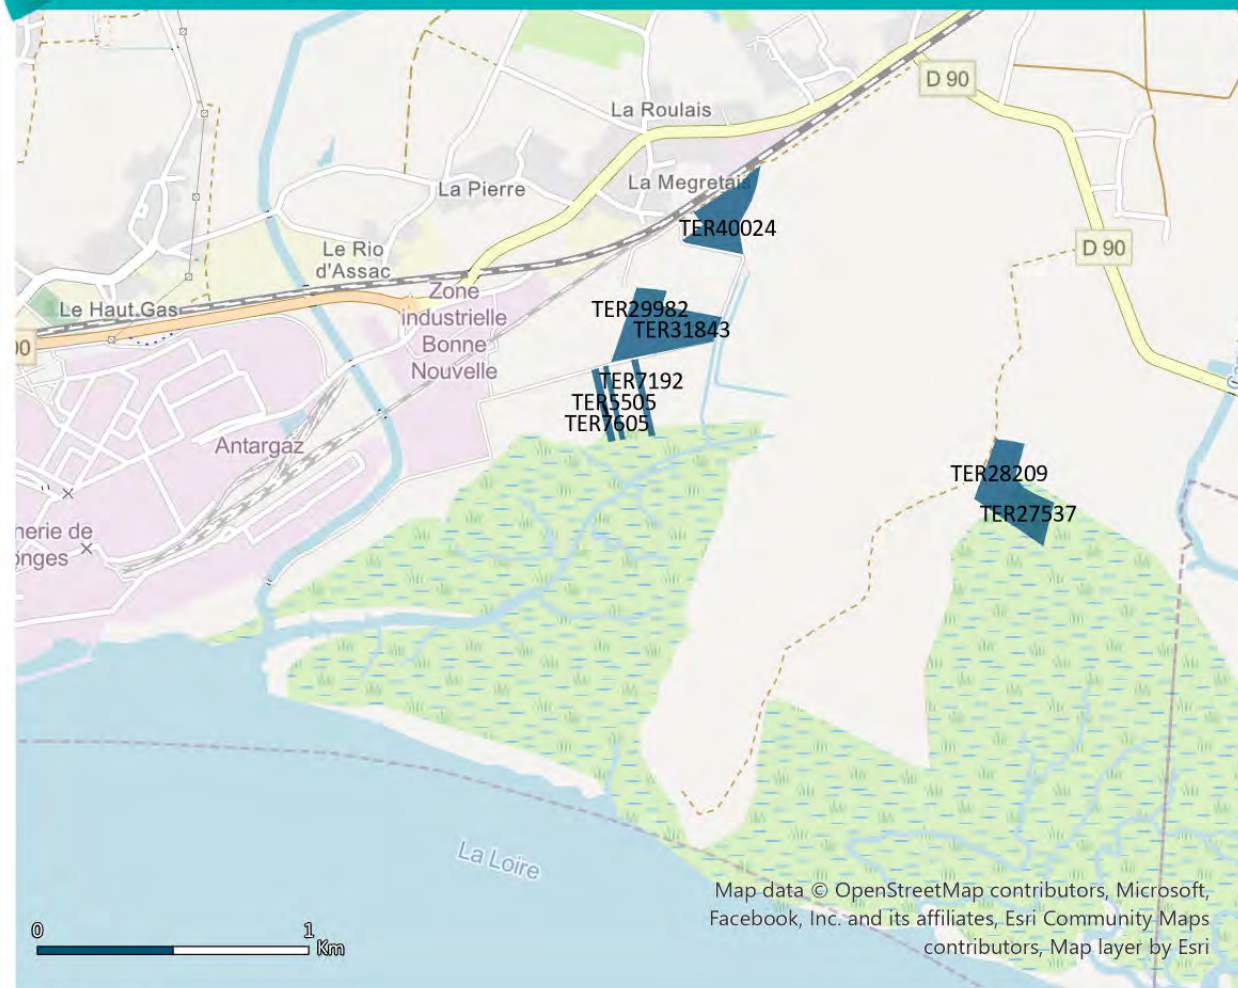 D 90
La Roulais
La Megretais
La Pierre
TER40024
Le Rio
d'Assac
D 90
Zone
industrielle
Bonne
Nouvelle
Le Haut Gas
TER29982
TER31843
TER7192
TER5505
TER7605
Antargaz
TER28209
TER27537
La Loire
0
1
Km
Map data © OpenStreetMap contributors, Microsoft,
Facebook, Inc. and its affiliates, Esri Community Maps
contributors, Map layer by Esri